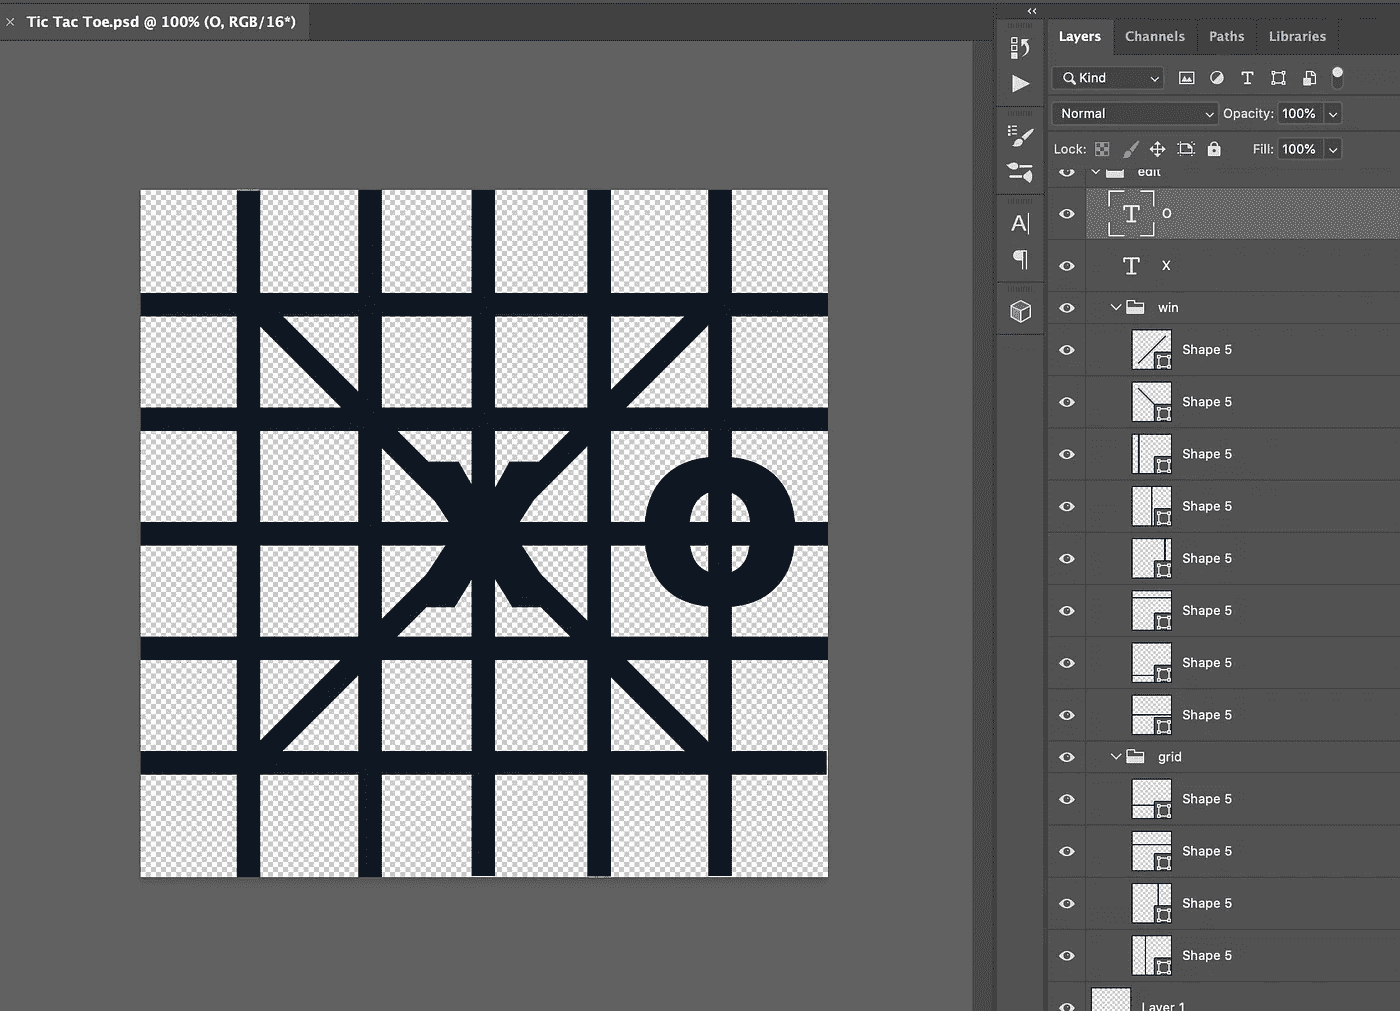 Tic Tac Toe.psd @ 100% (O, RGB/16*)
Layers Channels Paths Libraries
Kind
Normal Opacity: 100%
Lock: Fill: 100%
edit
O
X
win
Shape 5
Shape 5
Shape 5
Shape 5
Shape 5
Shape 5
Shape 5
Shape 5
grid
Shape 5
Shape 5
Shape 5
Shape 5
Layer 1
X O